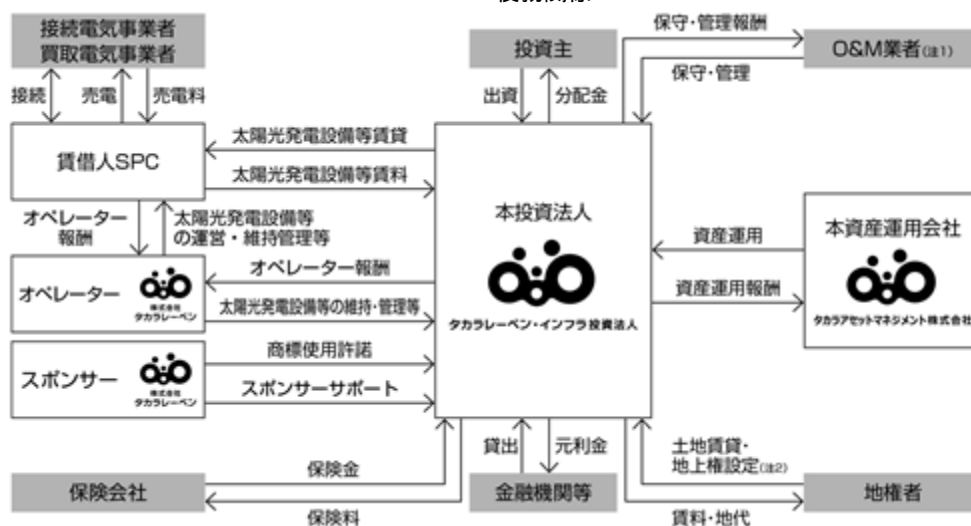 接続電気事業者
買取電気事業者
投資主
保守・管理報酬
O&M業者(注1)
保守・管理
接続
売電
売電料
出資
分配金
賃借人SPC
太陽光発電設備等賃貸
太陽光発電設備等賃料
オペレーター
報酬
太陽光発電設備等
の運営・維持管理等
本投資法人
タカラレーベン・インフラ投資法人
資産運用
資産運用報酬
本資産運用会社
タカラアセットマネジメント株式会社
オペレーター
株式会社
タカラレーベン
オペレーター報酬
太陽光発電設備等の維持・管理等
スポンサー
株式会社
タカラレーベン
商標使用許諾
スポンサーサポート
保険会社
保険金
保険料
貸出
元利金
金融機関等
土地賃貸・
地上権設定(注2)
賃料・地代
地権者